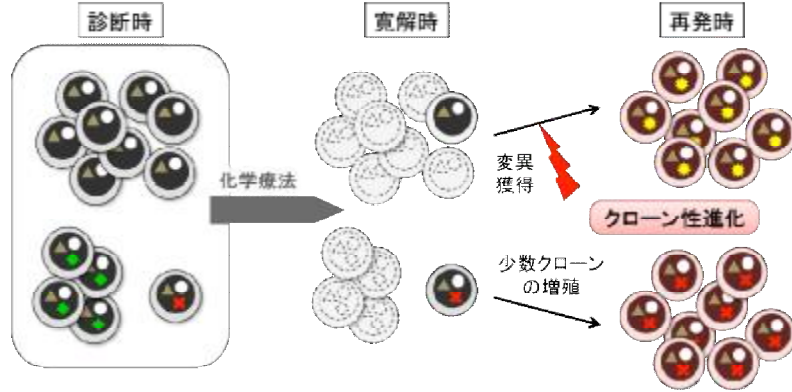 診断時
寛解時
再発時
化学療法
変異
獲得
クローン性進化
少数クローン
の増殖